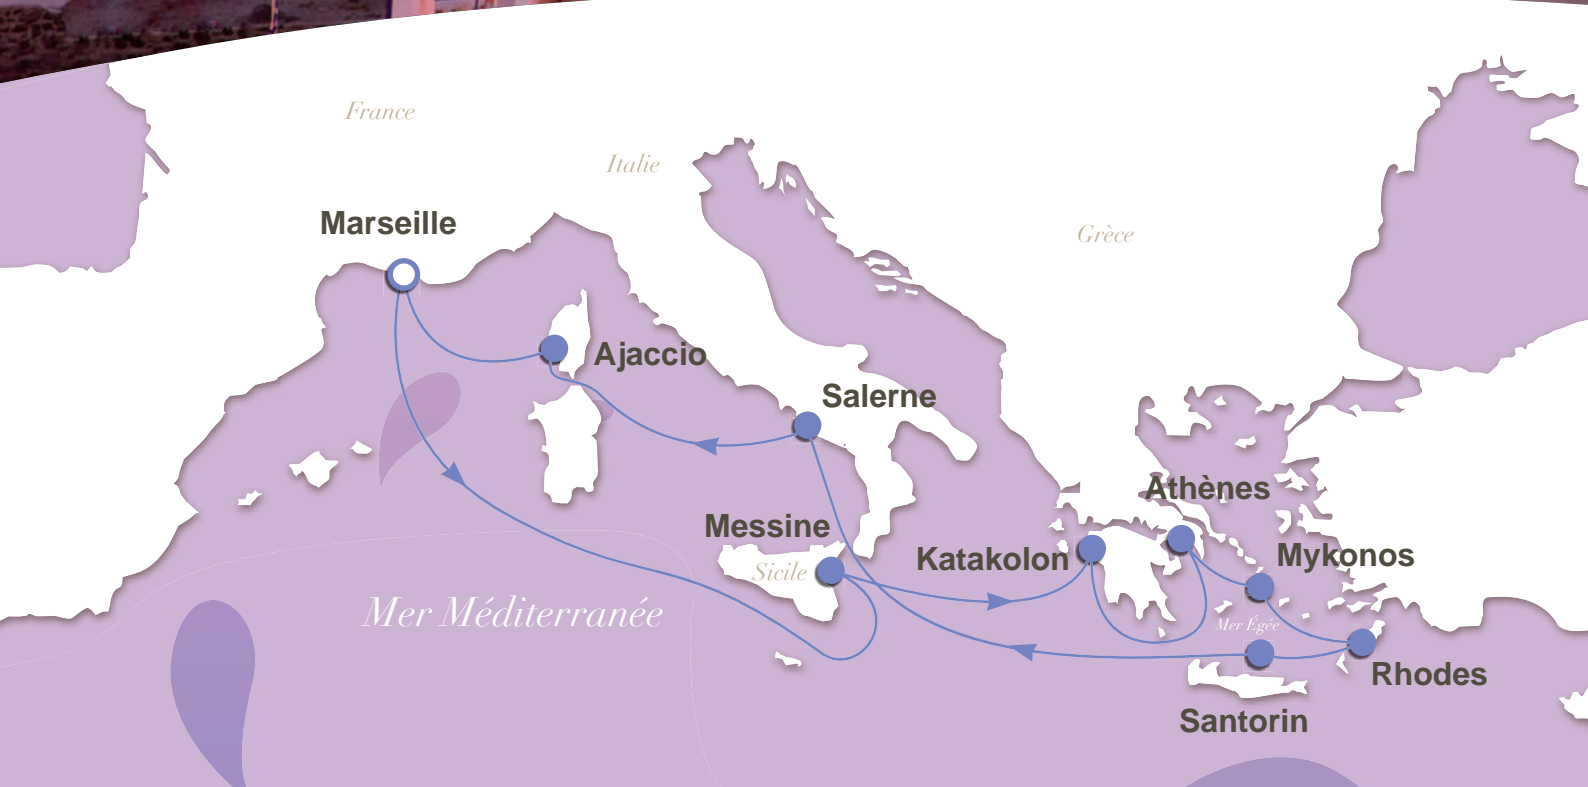 France
Italie
Marseille
Grèce
Ajaccio
Salerne
Athènes
Messine
Katakolon
Mykonos
Sicile
Mer Méditerranée
Mer Égée
Rhodes
Santorin